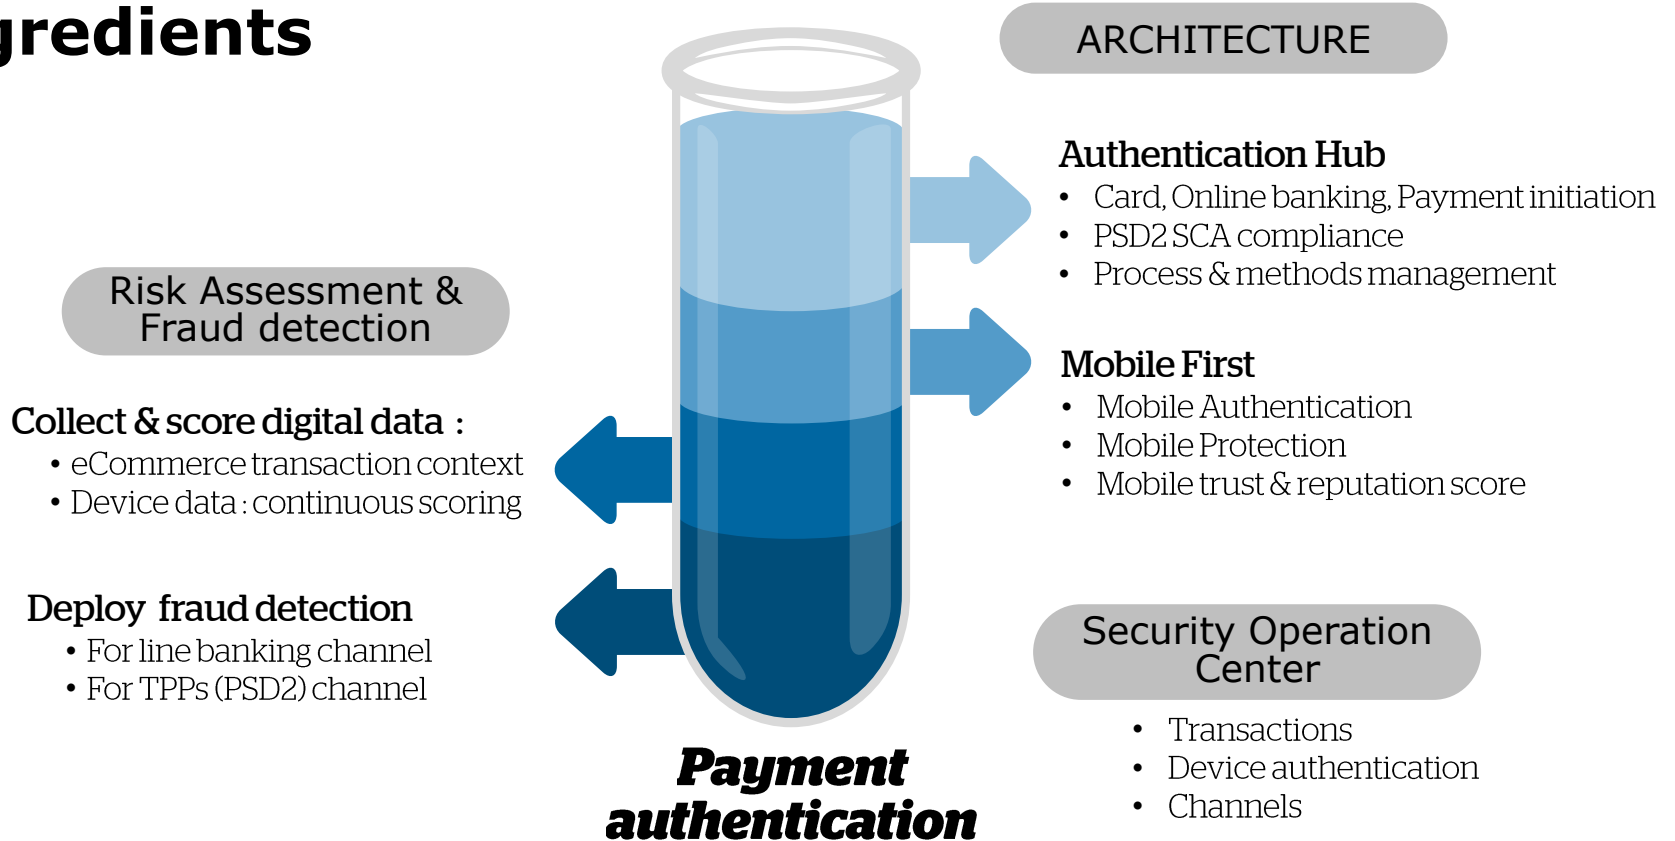 gredients
ARCHITECTURE
Authentication Hub
• Card, Online banking, Payment initiation
• PSD2 SCA compliance
• Process & methods management
Mobile First
• Mobile Authentication
• Mobile Protection
• Mobile trust & reputation score
Risk Assessment &
Fraud detection
Collect & score digital data :
• eCommerce transaction context
• Device data : continuous scoring
Deploy fraud detection
• For line banking channel
• For TPPs (PSD2) channel
Security Operation
Center
• Transactions
• Device authentication
• Channels
Payment
authentication